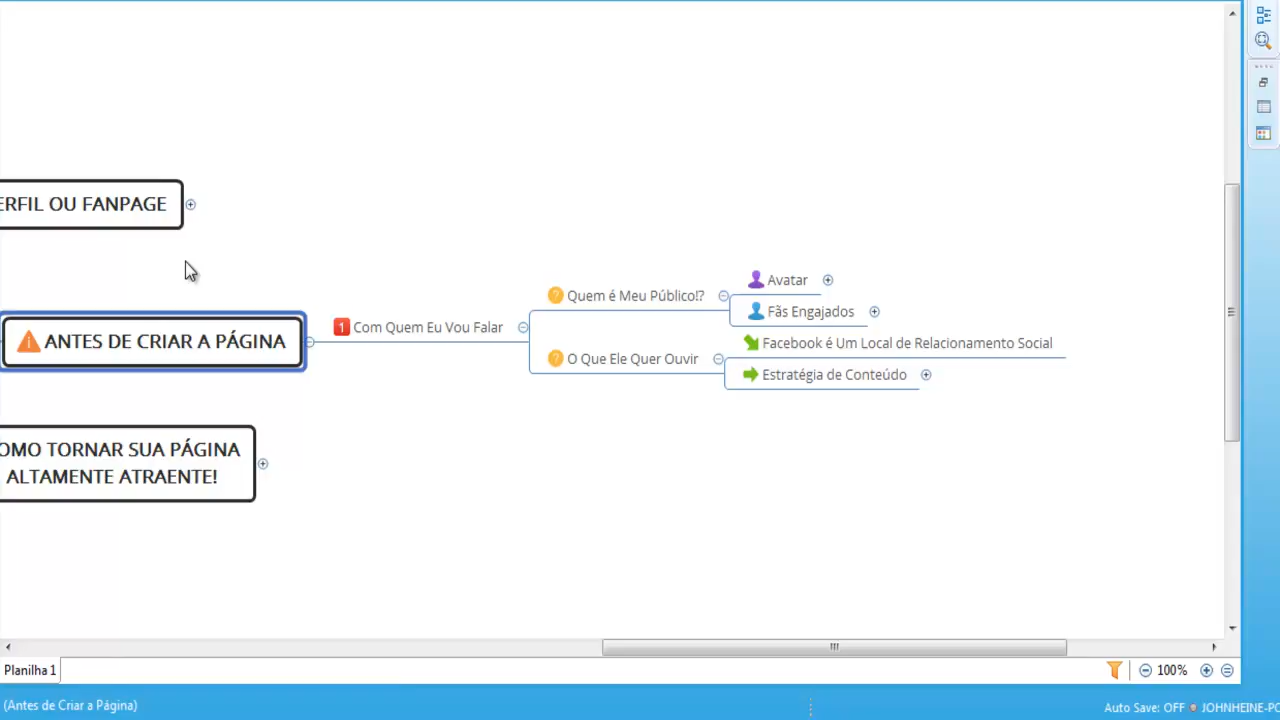 ERFIL OU FANPAGE
ANTES DE CRIAR A PÁGINA
1 Com Quem Eu Vou Falar
? Quem é Meu Público!?
Avatar
Fãs Engajados
? O Que Ele Quer Ouvir
Facebook é Um Local de Relacionamento Social
Estratégia de Conteúdo
OMO TORNAR SUA PÁGINA
ALTAMENTE ATRAENTE!
Planilha 1
100%
(Antes de Criar a Página)
Auto Save: OFF
JOHNHEINE-PC